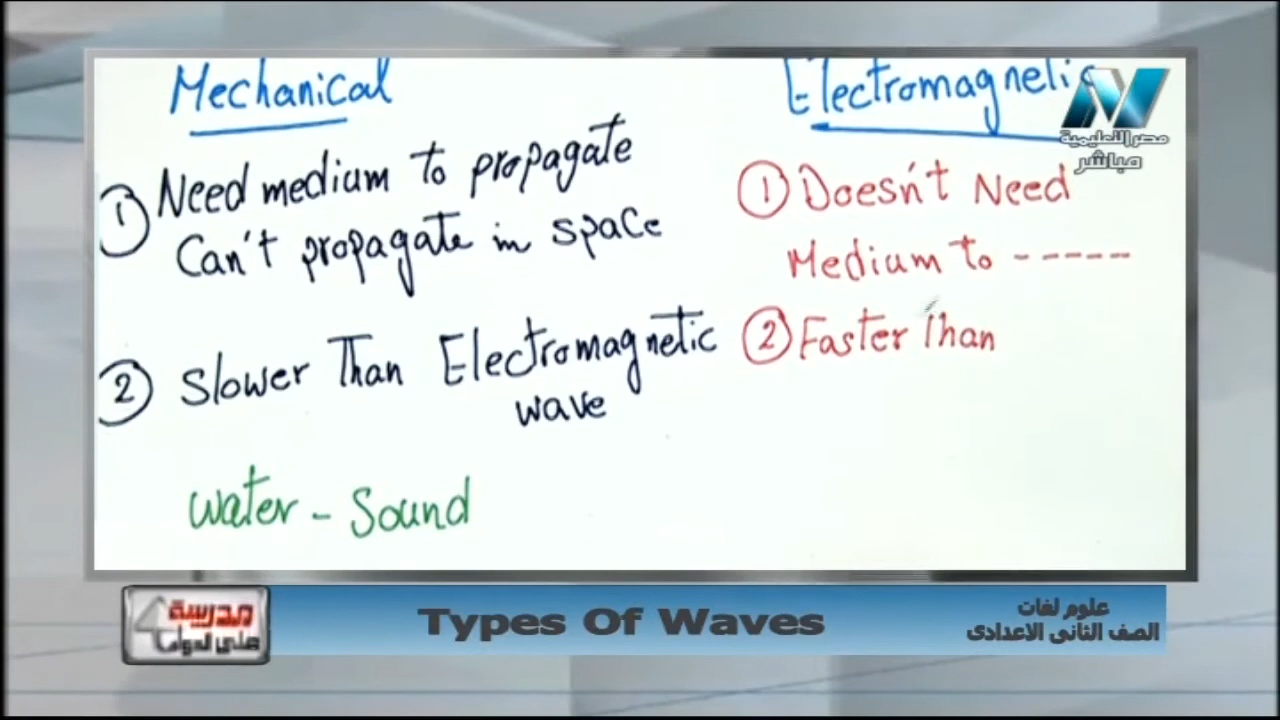 Mechanical
① Need medium to propagate
Can't propagate in space
② Slower Than Electromagnetic
wave
water - Sound
Electromagnetic
① Doesn't Need
Medium to -----
② Faster Than
مصر التعليمية
مباشر
مدرسة
على الهواء
Types Of Waves
علوم لغات
الصف الثانى الاعدادى